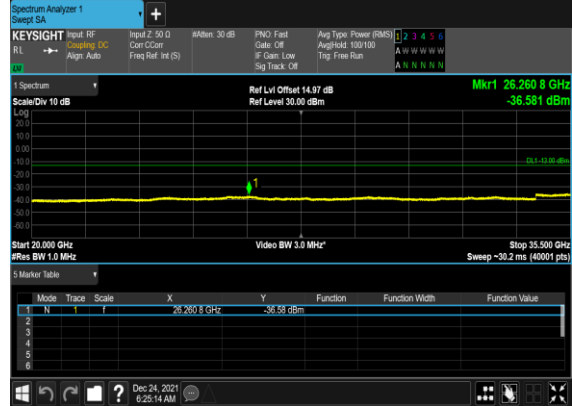 Spectrum Analyzer 1
Swept SA
+
KEYSIGHT Input: RF Input Z: 50 Ω #Atten: 30 dB PNO: Fast Avg Type: Power (RMS) 1 2 3 4 5 6
RL Coupling: DC Corr CCorr Gate: Off Avg|Hold: 100/100 A W W W W W
Align: Auto Freq Ref: Int (S) IF Gain: Low Trig: Free Run
Sig Track: Off A N N N N N
1 Spectrum Ref Lvl Offset 14.97 dB Mkr1 26.260 8 GHz
Scale/Div 10 dB Ref Level 30.00 dBm -36.581 dBm
Log
20.0
10.0
0.00
-10.0
DL1 -13.00 dBm
-20.0
-30.0
1
-40.0
-50.0
-60.0
Start 20.000 GHz Video BW 3.0 MHz* Stop 35.500 GHz
#Res BW 1.0 MHz Sweep ~30.2 ms (40001 pts)
5 Marker Table
Mode Trace Scale X Y Function Function Width Function Value
1 N 1 f 26.260 8 GHz -36.58 dBm
2
3
4
5
6
? Dec 24, 2021
6:25:14 AM